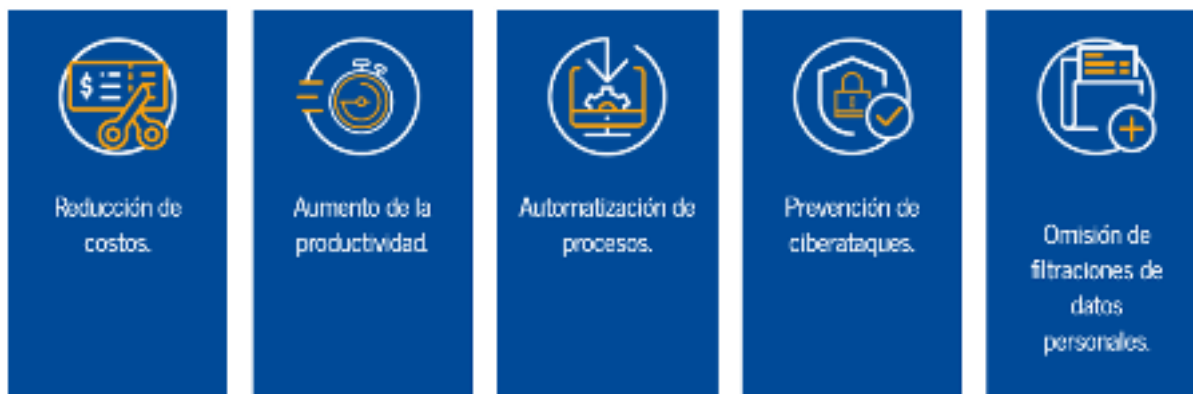 $
Reducción de
costos.
Aumento de la
productividad.
Automatización de
procesos.
Prevención de
ciberataques.
Omisión de
filtraciones de
datos
personales.